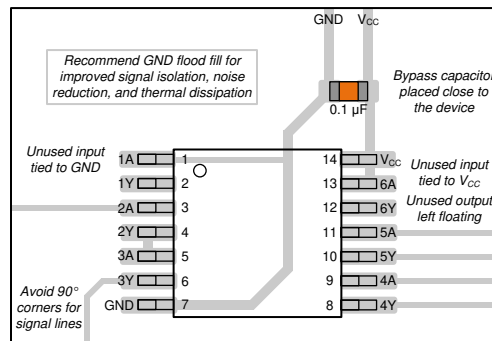 GND VCC
Recommend GND flood fill for
improved signal isolation, noise
reduction, and thermal dissipation
Bypass capacitor
placed close to
the device
0.1 µF
Unused input
tied to GND
1A 1 14 VCC
1Y 2 13 6A
2A 3 12 6Y
2Y 4 11 5A
3A 5 10 5Y
3Y 6 9 4A
GND 7 8 4Y
Unused input
tied to VCC
Unused output
left floating
Avoid 90°
corners for
signal lines